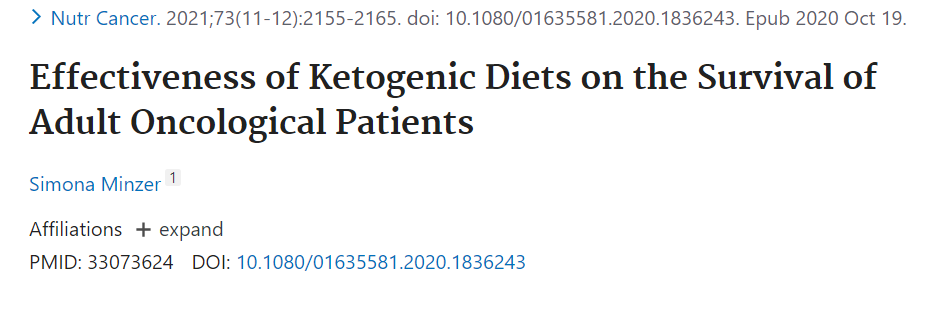 Nutr Cancer. 2021;73(11-12):2155-2165. doi: 10.1080/01635581.2020.1836243. Epub 2020 Oct 19.
Effectiveness of Ketogenic Diets on the Survival of
Adult Oncological Patients
Simona Minzer 1
Affiliations + expand
PMID: 33073624 DOI: 10.1080/01635581.2020.1836243